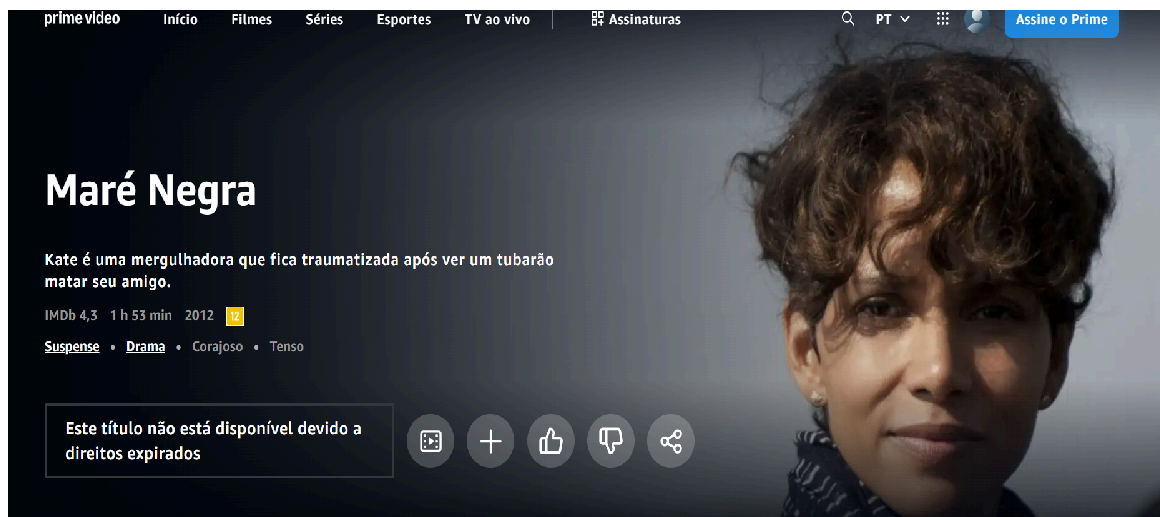 prime video Início Filmes Séries Esportes TV ao vivo Assinaturas PT Assine o Prime
Maré Negra
Kate é uma mergulhadora que fica traumatizada após ver um tubarão
matar seu amigo.
IMDb 4,3 1 h 53 min 2012 12
Suspense • Drama • Corajoso • Tenso
Este título não está disponível devido a
direitos expirados